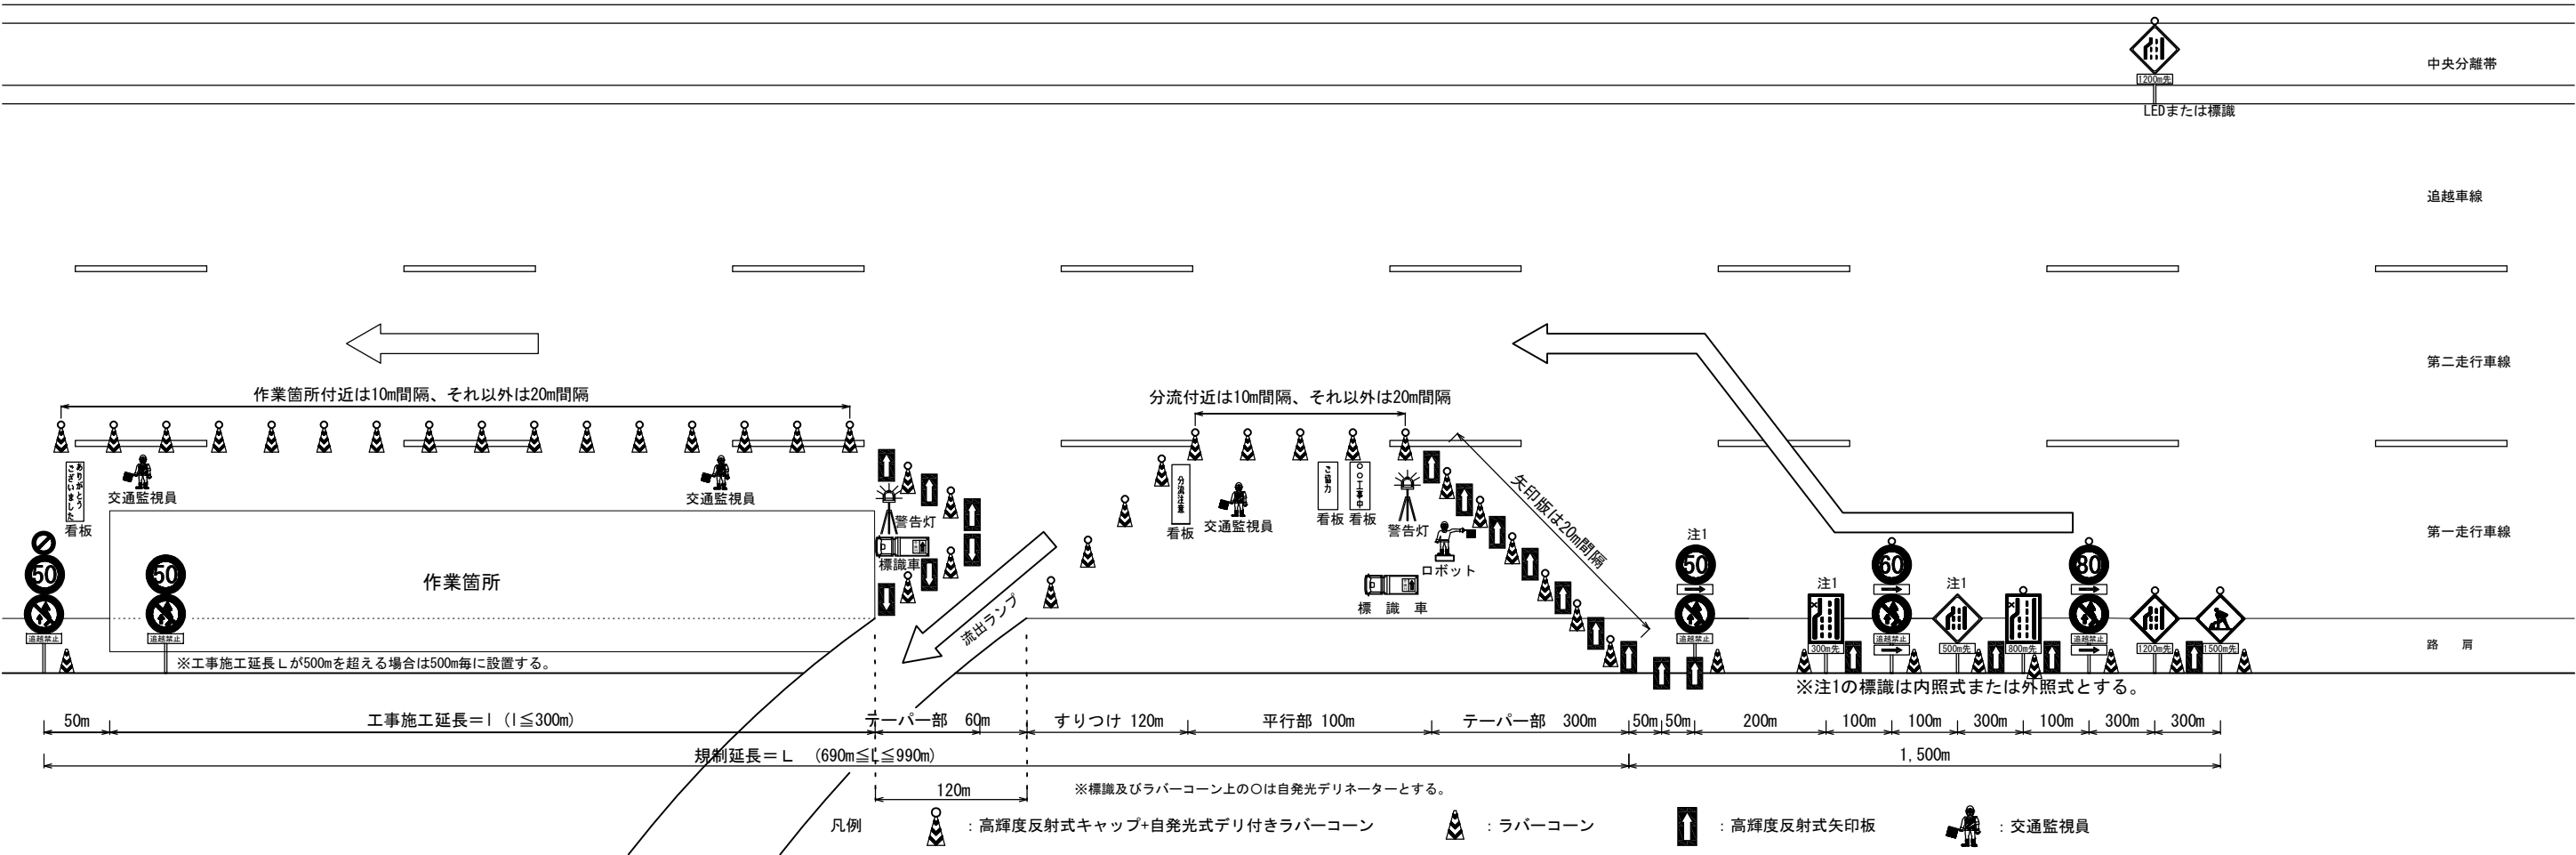 1200m先
中央分離帯
LEDまたは標識
追越車線
第二走行車線
作業箇所付近は10m間隔、それ以外は20m間隔
分流付近は10m間隔、それ以外は20m間隔
矢印版は20m間隔
ありがとう
ございました
看板
交通監視員
交通監視員
警告灯
標識車
分流注意
看板
交通監視員
ご協力
看板
〇〇工事中
看板
警告灯
ロボット
標 識 車
第一走行車線
作業箇所
流出ランプ
50
追越禁止
50
追越禁止
注1
50
追越禁止
注1
300m先
60
追越禁止
注1
500m先
800m先
80
追越禁止
1200m先
1500m先
路 肩
※工事施工延長Lが500mを超える場合は500m毎に設置する。
※注1の標識は内照式または外照式とする。
50m
工事施工延長=l (l≦300m)
テーパー部 60m
すりつけ 120m
平行部 100m
テーパー部 300m
50m
50m
200m
100m
100m
300m
100m
300m
300m
規制延長=L (690m≦L≦990m)
1,500m
120m
※標識及びラバーコーン上の○は自発光デリネーターとする。
凡例
:高輝度反射式キャップ+自発光式デリ付きラバーコーン
:ラバーコーン
:高輝度反射式矢印板
:交通監視員